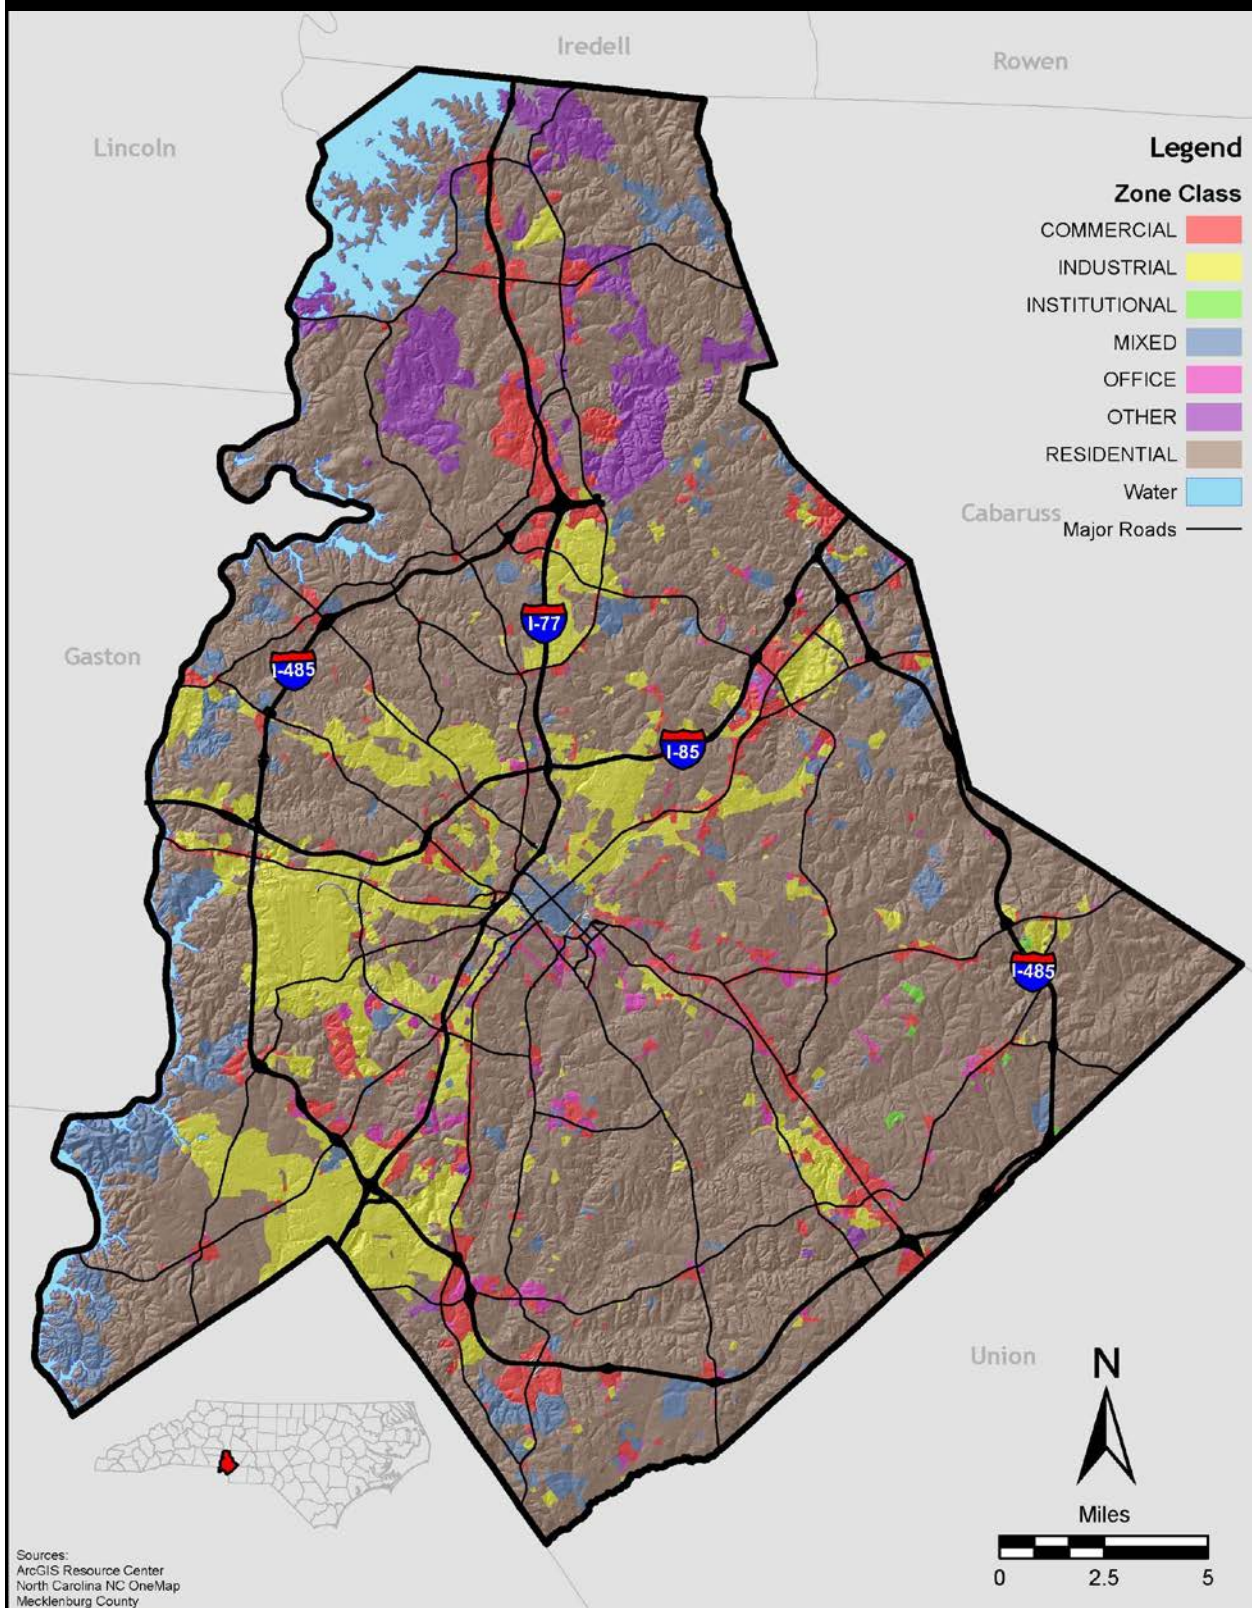 Iredell
Rowen
Lincoln
Legend
Zone Class
COMMERCIAL
INDUSTRIAL
INSTITUTIONAL
MIXED
OFFICE
OTHER
RESIDENTIAL
Water
Major Roads
Cabaruss
I-77
Gaston
I-485
I-85
I-485
Union
N
Miles
0 2.5 5
Sources:
ArcGIS Resource Center
North Carolina NC OneMap
Mecklenburg County